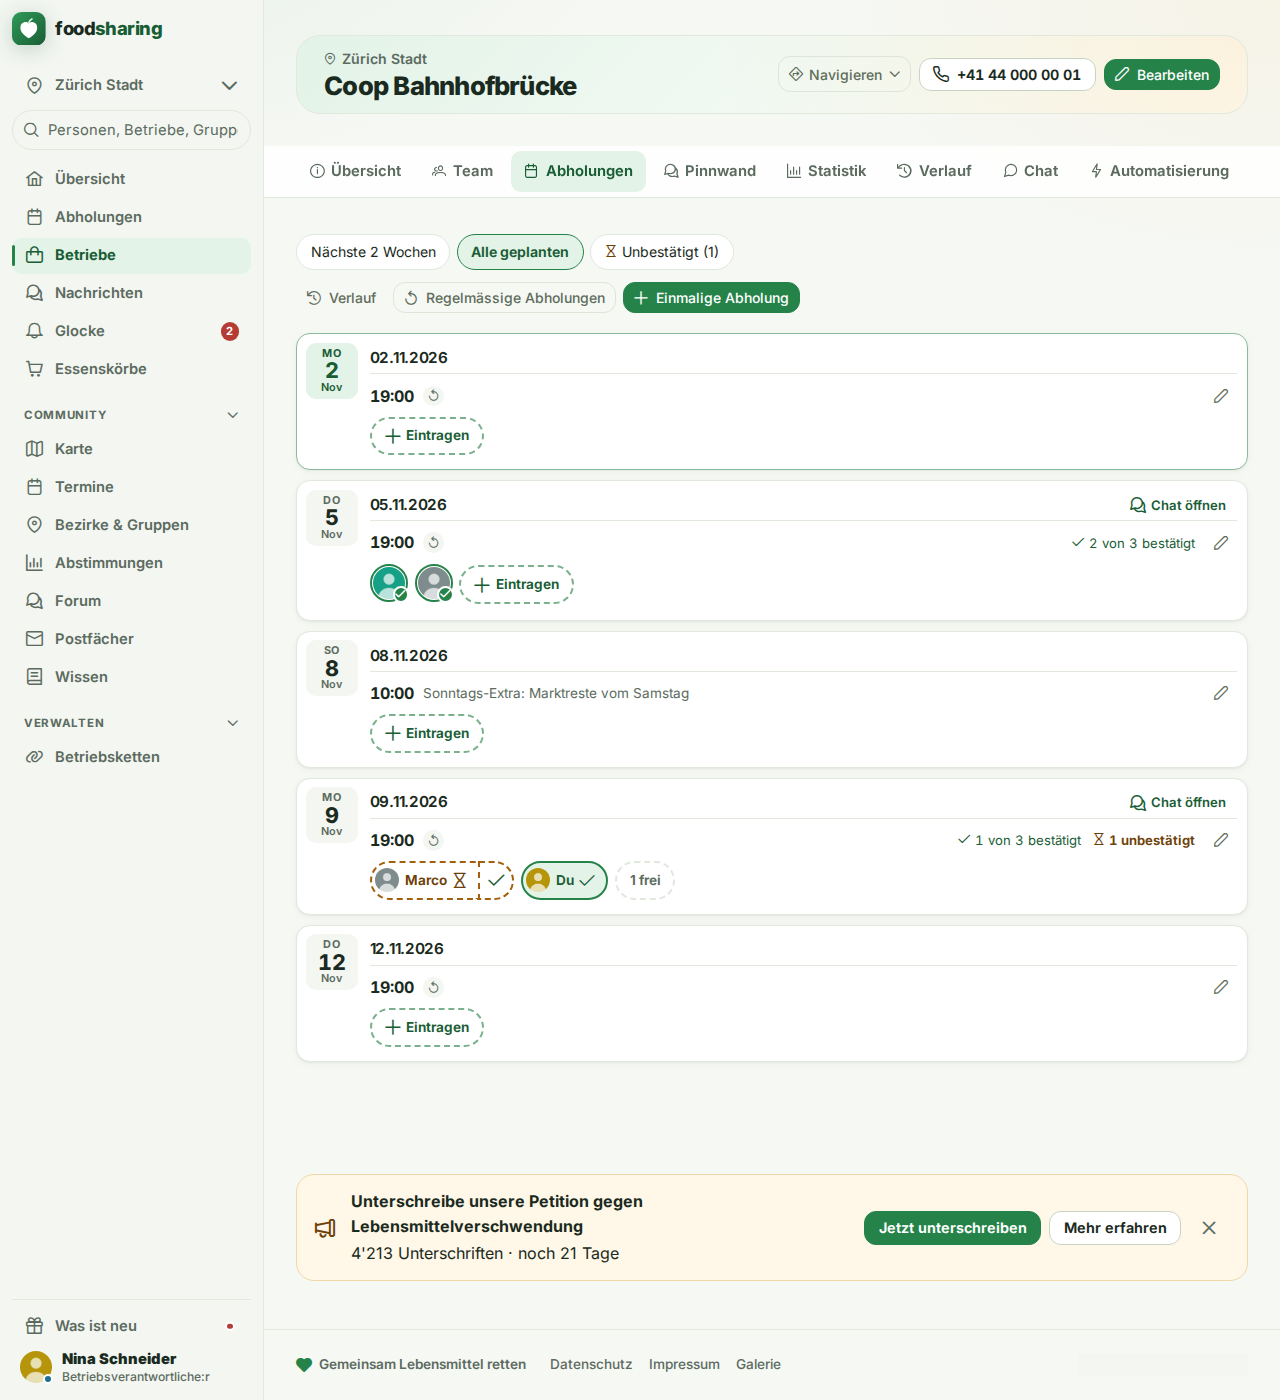 foodsharing
Zürich Stadt
Personen, Betriebe, Grupp
Übersicht
Abholungen
Betriebe
Nachrichten
Glocke 2
Essenskörbe
COMMUNITY
Karte
Termine
Bezirke & Gruppen
Abstimmungen
Forum
Postfächer
Wissen
VERWALTEN
Betriebsketten
Was ist neu
Nina Schneider
Betriebsverantwortliche:r
Zürich Stadt
Coop Bahnhofbrücke
Navigieren +41 44 000 00 01 Bearbeiten
Übersicht Team Abholungen Pinnwand Statistik Verlauf Chat Automatisierung
Nächste 2 Wochen Alle geplanten Unbestätigt (1)
Verlauf Regelmässige Abholungen Einmalige Abholung
MO
2
Nov
02.11.2026
19:00
Eintragen
DO
5
Nov
05.11.2026 Chat öffnen
19:00 2 von 3 bestätigt
Eintragen
SO
8
Nov
08.11.2026
10:00 Sonntags-Extra: Marktreste vom Samstag
Eintragen
MO
9
Nov
09.11.2026 Chat öffnen
19:00 1 von 3 bestätigt 1 unbestätigt
Marco Du 1 frei
DO
12
Nov
12.11.2026
19:00
Eintragen
Unterschreibe unsere Petition gegen
Lebensmittelverschwendung
4'213 Unterschriften · noch 21 Tage
Jetzt unterschreiben Mehr erfahren
Gemeinsam Lebensmittel retten Datenschutz Impressum Galerie